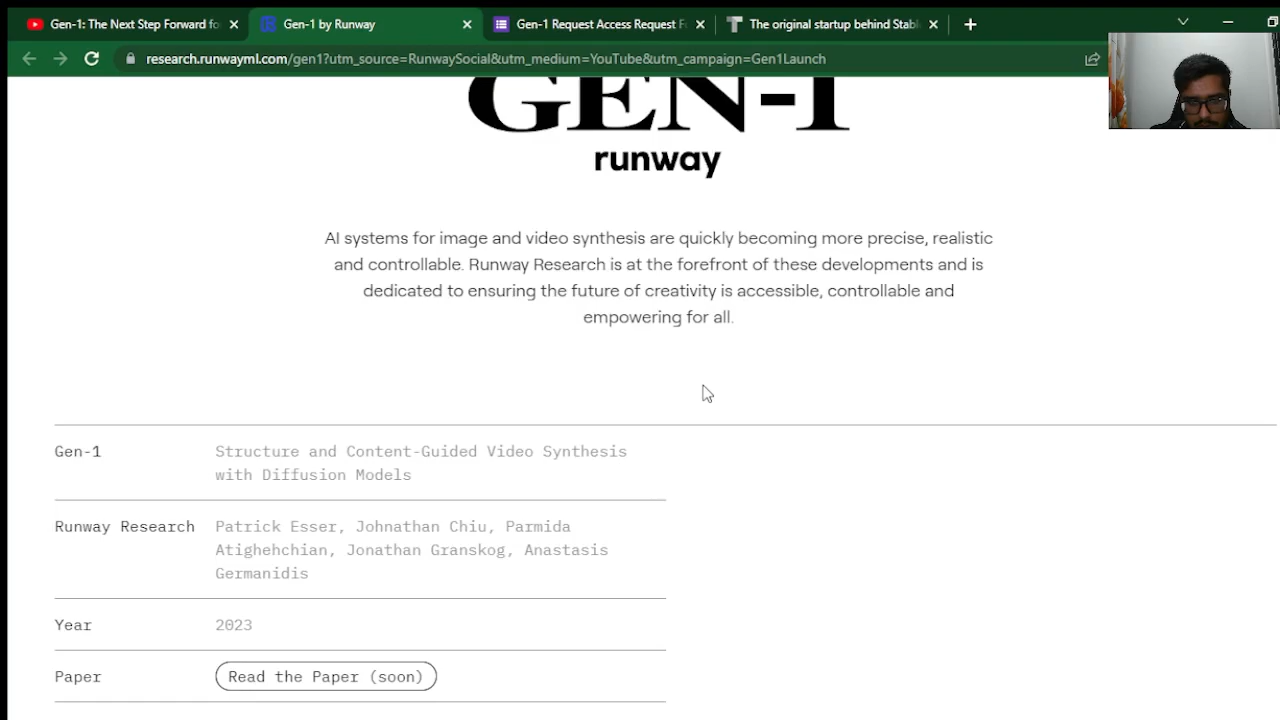 Gen-1: The Next Step Forward fo
Gen-1 by Runway
Gen-1 Request Access Request F
The original startup behind Stabl
research.runwayml.com/gen1?utm_source=RunwaySocial&utm_medium=YouTube&utm_campaign=Gen1Launch
GEN-1
runway
AI systems for image and video synthesis are quickly becoming more precise, realistic
and controllable. Runway Research is at the forefront of these developments and is
dedicated to ensuring the future of creativity is accessible, controllable and
empowering for all.
Gen-1
Structure and Content-Guided Video Synthesis
with Diffusion Models
Runway Research
Patrick Esser, Johnathan Chiu, Parmida
Atighehchian, Jonathan Granskog, Anastasis
Germanidis
Year
2023
Paper
Read the Paper (soon)